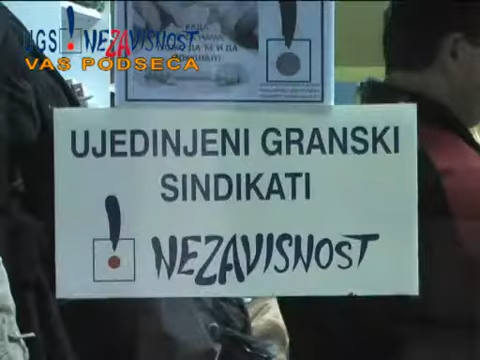 UGS NEZAVISNOST
VAS PODSEĆA
UJEDINJENI GRANSKI
SINDIKATI
NEZAVISNOST